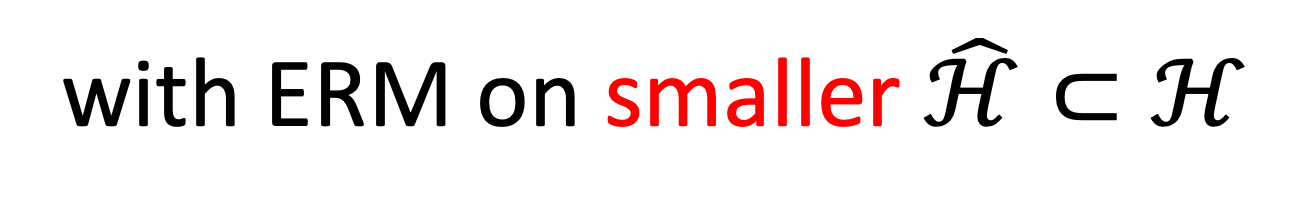 with ERM on smaller ℋ̂ ⊂ ℋ